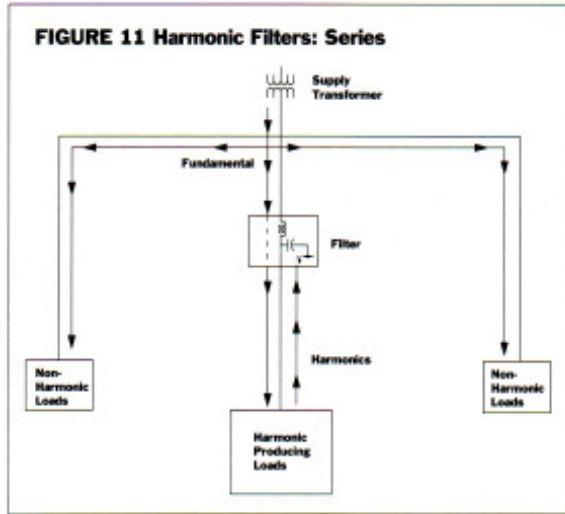 FIGURE 11 Harmonic Filters: Series
Supply
Transformer
Fundamental
Filter
Harmonics
Non-
Harmonic
Loads
Harmonic
Producing
Loads
Non-
Harmonic
Loads